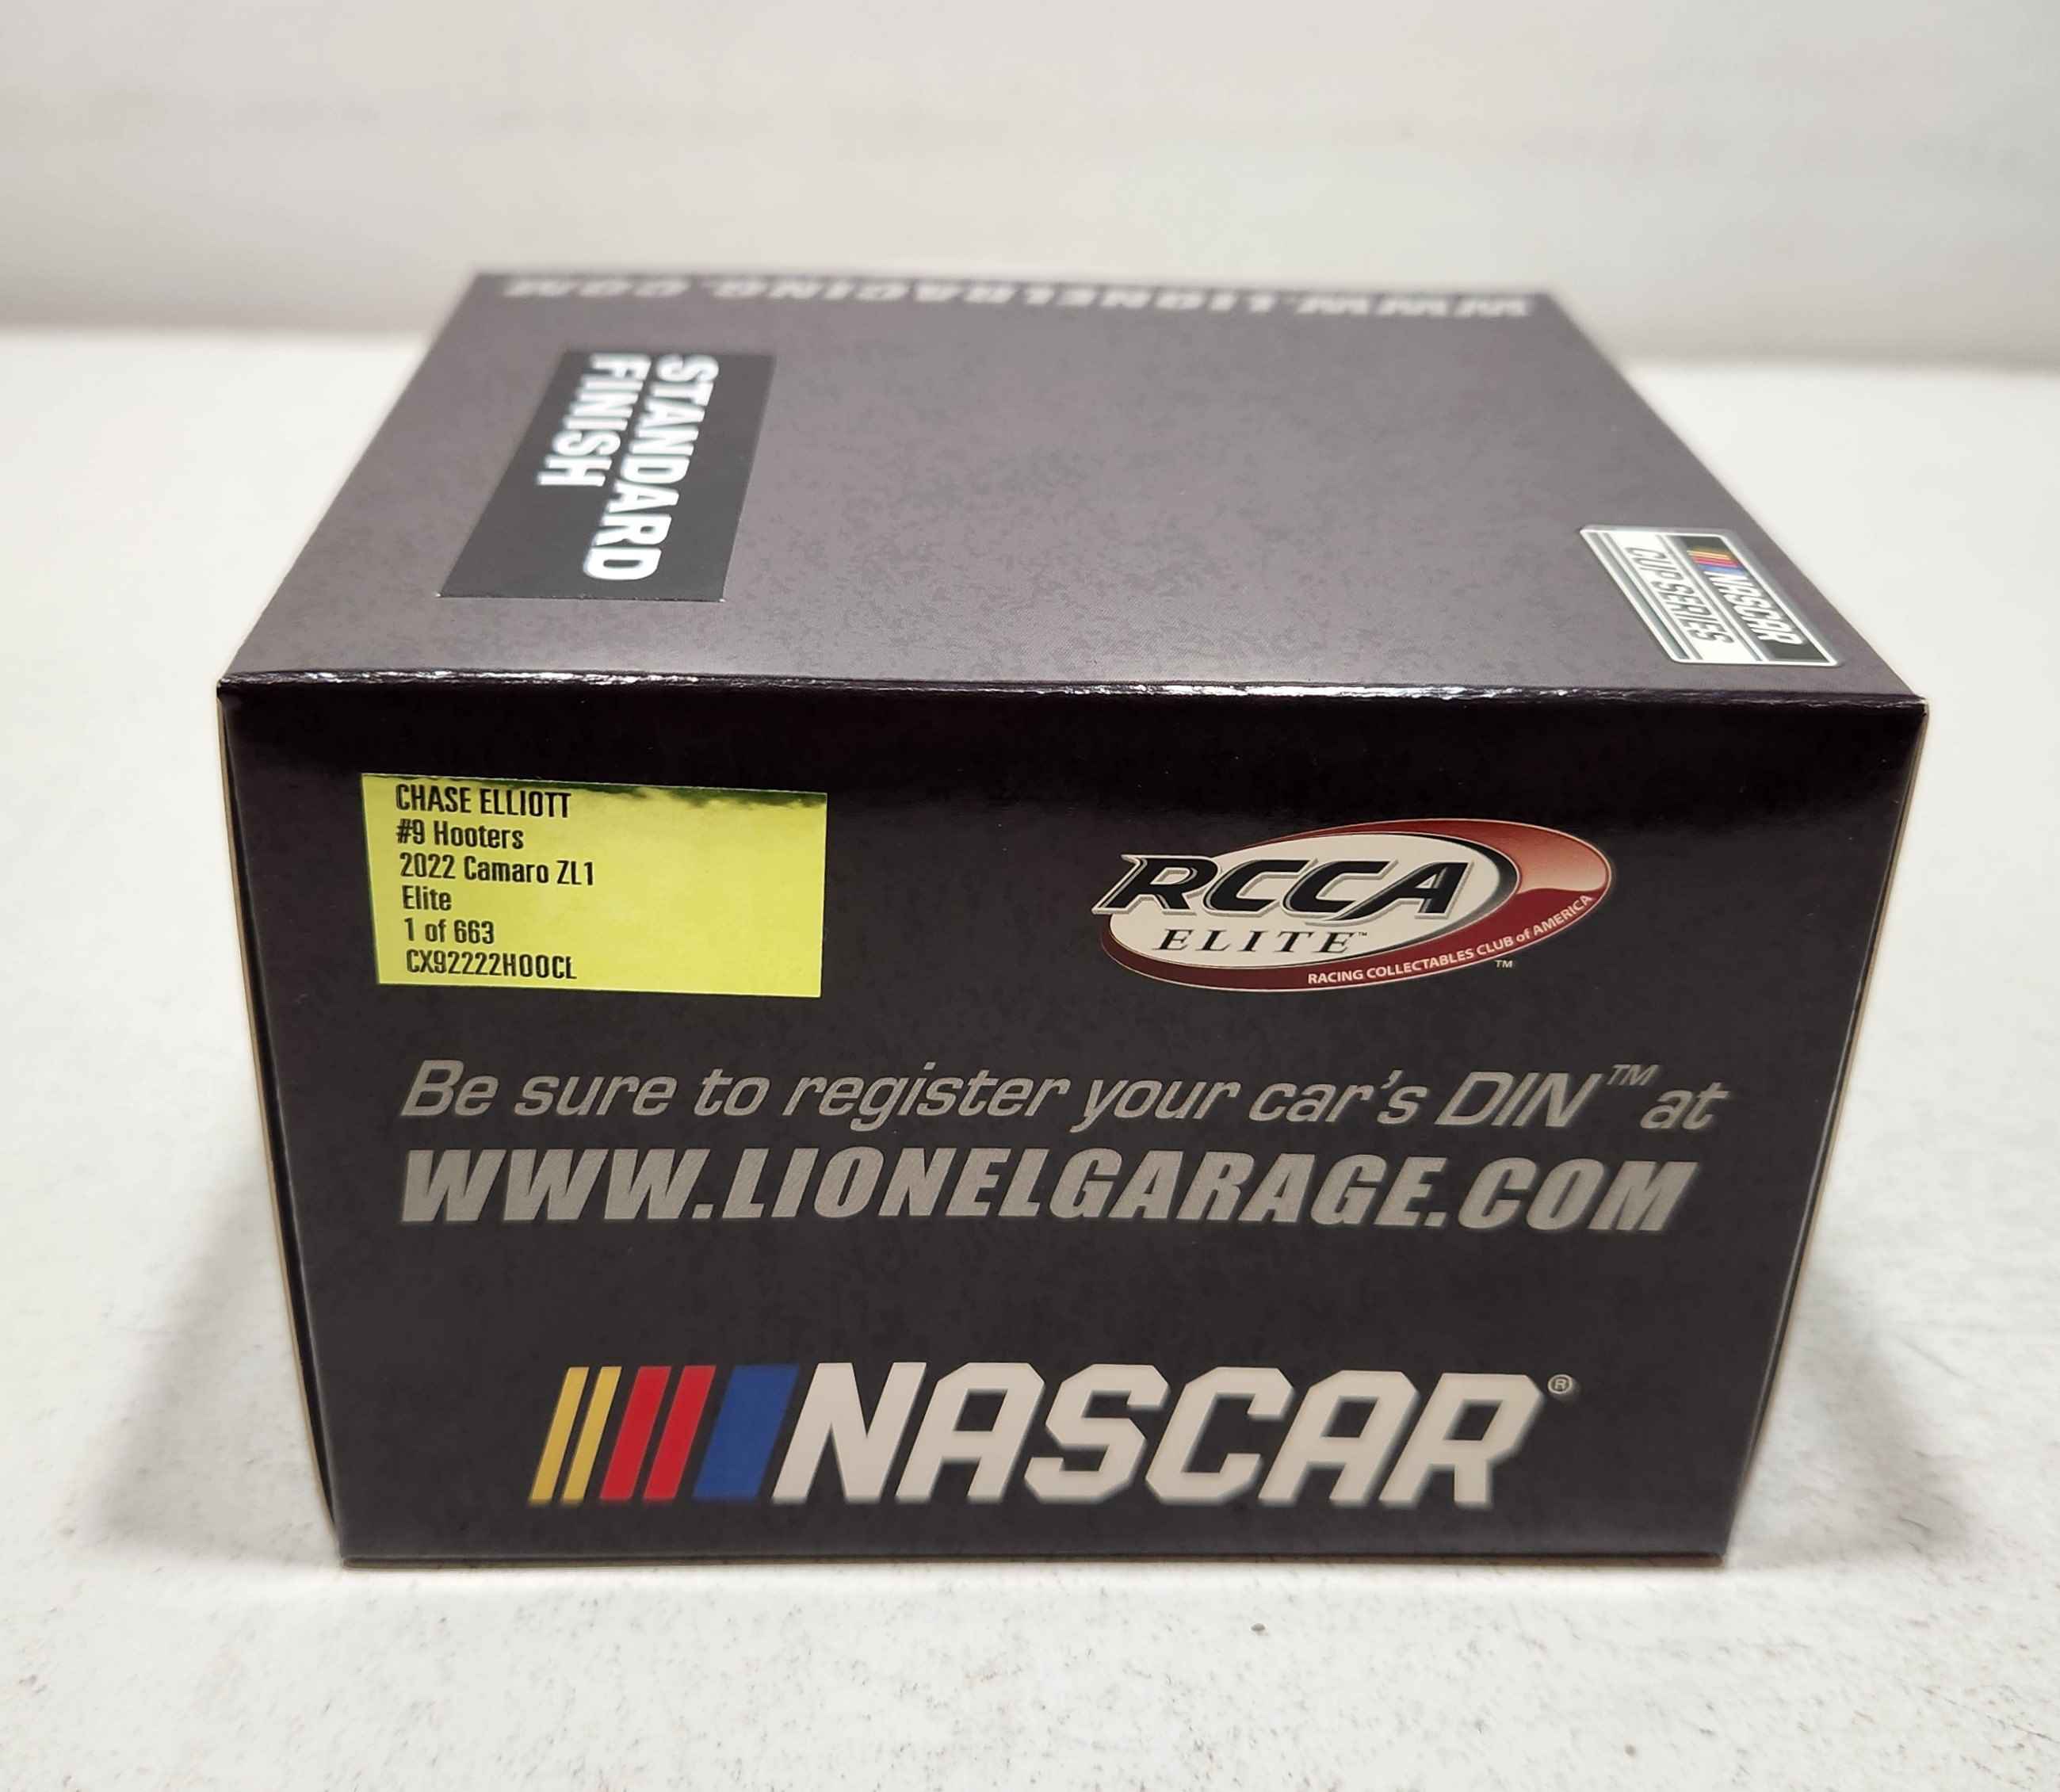 WWW.LIONELRACING.COM
STANDARD
FINISH
NASCAR
CUP SERIES
CHASE ELLIOTT
#9 Hooters
2022 Camaro ZL1
Elite
1 of 663
CX92222HOOCL
RCCA
ELITE™
RACING COLLECTABLES CLUB of AMERICA
™
Be sure to register your car's DIN™ at
WWW.LIONELGARAGE.COM
NASCAR®